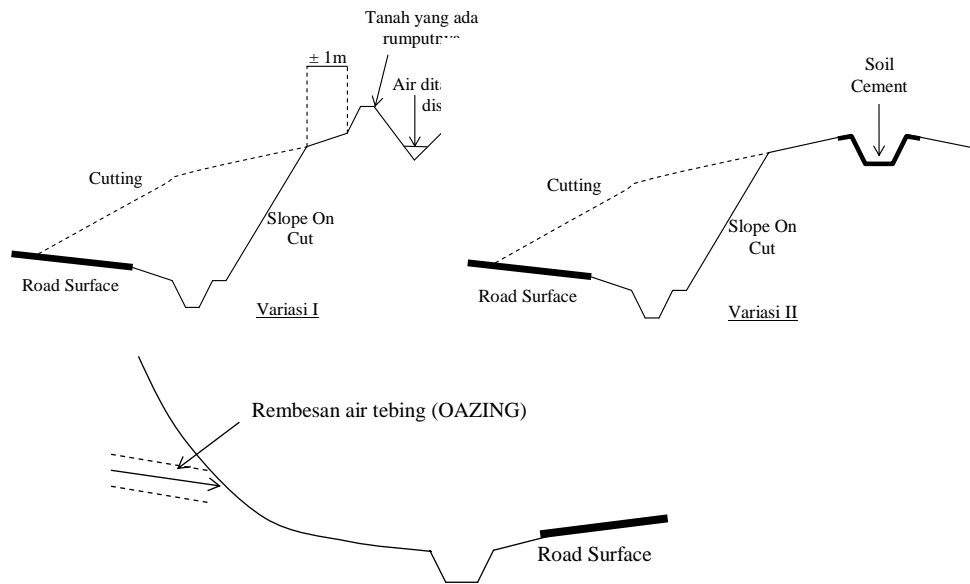 Tanah yang ada
rumputnya
± 1m
Air
Cutting
Slope On
Cut
Road Surface
Variasi I
Soil
Cement
Cutting
Slope On
Cut
Road Surface
Variasi II
Rembesan air tebing (OAZING)
Road Surface